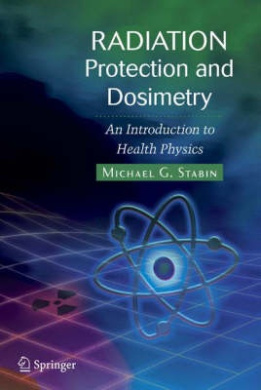 RADIATION
Protection and
Dosimetry
An Introduction to
Health Physics
MICHAEL G. STABIN
Springer